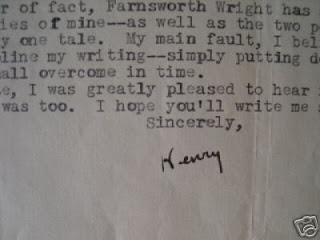 r of fact, Farnsworth Wright has
ies of mine--as well as the two p
y one tale. My main fault, I beli
line my writing--simply putting d
all overcome in time.
e, I was greatly pleased to hear
was too. I hope you'll write me
Sincerely,
Henry
ebY